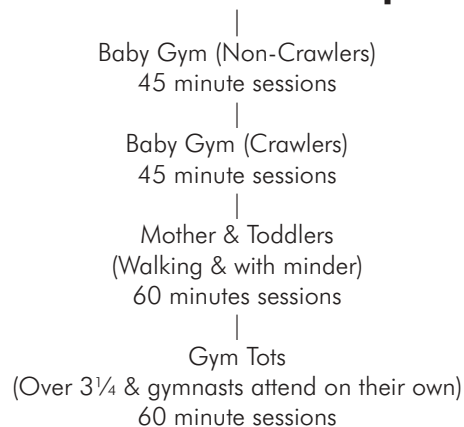 Baby Gym (Non-Crawlers)
45 minute sessions
Baby Gym (Crawlers)
45 minute sessions
Mother & Toddlers
(Walking & with minder)
60 minutes sessions
Gym Tots
(Over 3¼ & gymnasts attend on their own)
60 minute sessions